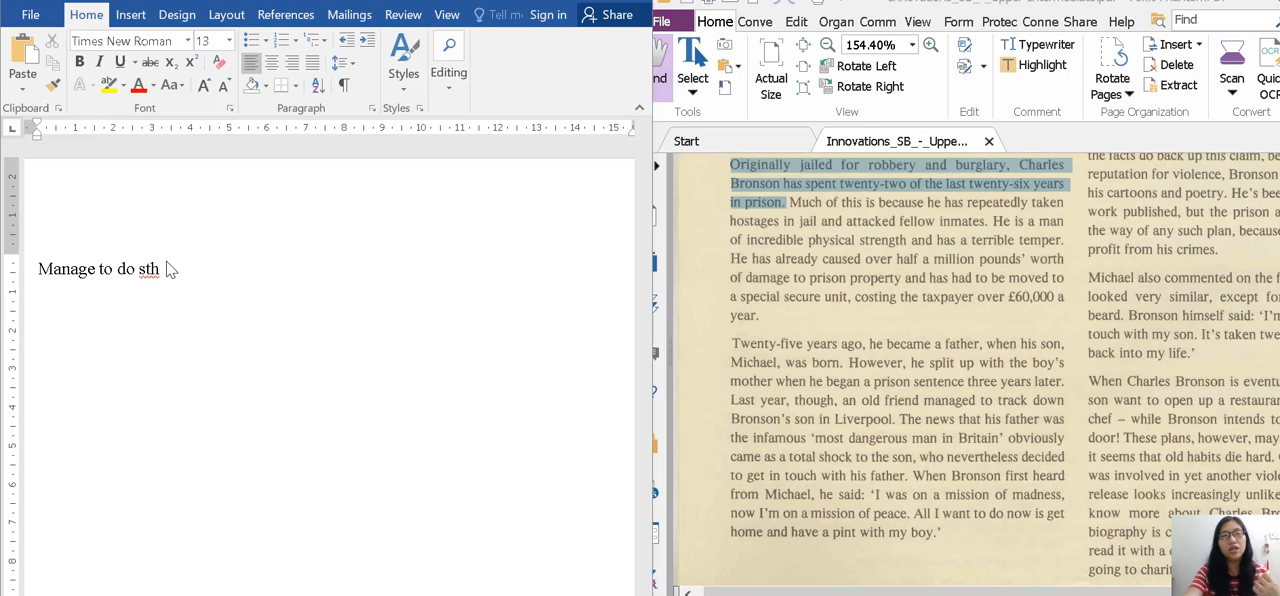 File Home Insert Design Layout References Mailings Review View Tell m Sign in Share
Times New Roman 13
Paste
Styles
Editing
Clipboard Font Paragraph Styles
Manage to do sth
File Home Conve Edit Organ Comm View Form Protec Conne Share Help Find
Select
Actual
Size
154.40%
Rotate Left
Rotate Right
Typewriter
Highlight
Rotate
Pages
Insert
Delete
Extract
Scan
Quic
OCR
Tools View Edit Comment Page Organization Convert
Start Innovations_SB_-_Uppe...
Originally jailed for robbery and burglary, Charles
Bronson has spent twenty-two of the last twenty-six years
in prison. Much of this is because he has repeatedly taken
hostages in jail and attacked fellow inmates. He is a man
of incredible physical strength and has a terrible temper.
He has already caused over half a million pounds' worth
of damage to prison property and has had to be moved to
a special secure unit, costing the taxpayer over £60,000 a
year.
Twenty-five years ago, he became a father, when his son,
Michael, was born. However, he split up with the boy's
mother when he began a prison sentence three years later.
Last year, though, an old friend managed to track down
Bronson's son in Liverpool. The news that his father was
the infamous 'most dangerous man in Britain' obviously
came as a total shock to the son, who nevertheless decided
to get in touch with his father. When Bronson first heard
from Michael, he said: 'I was on a mission of madness,
now I'm on a mission of peace. All I want to do now is get
home and have a pint with my boy.'
the facts do back up this claim, be
reputation for violence, Bronson
his cartoons and poetry. He's bee
work published, but the prison a
the way of any such plan, because
profit from his crimes.
Michael also commented on the f
looked very similar, except for
beard. Bronson himself said: 'I'm
touch with my son. It's taken twe
back into my life.'
When Charles Bronson is eventu
son want to open up a restaura
chef – while Bronson intends to
door! These plans, however, may
it seems that old habits die hard.
was involved in yet another viole
release looks increasingly unlike
know more about Charles Bro
biography is c
read it with a
going to charit